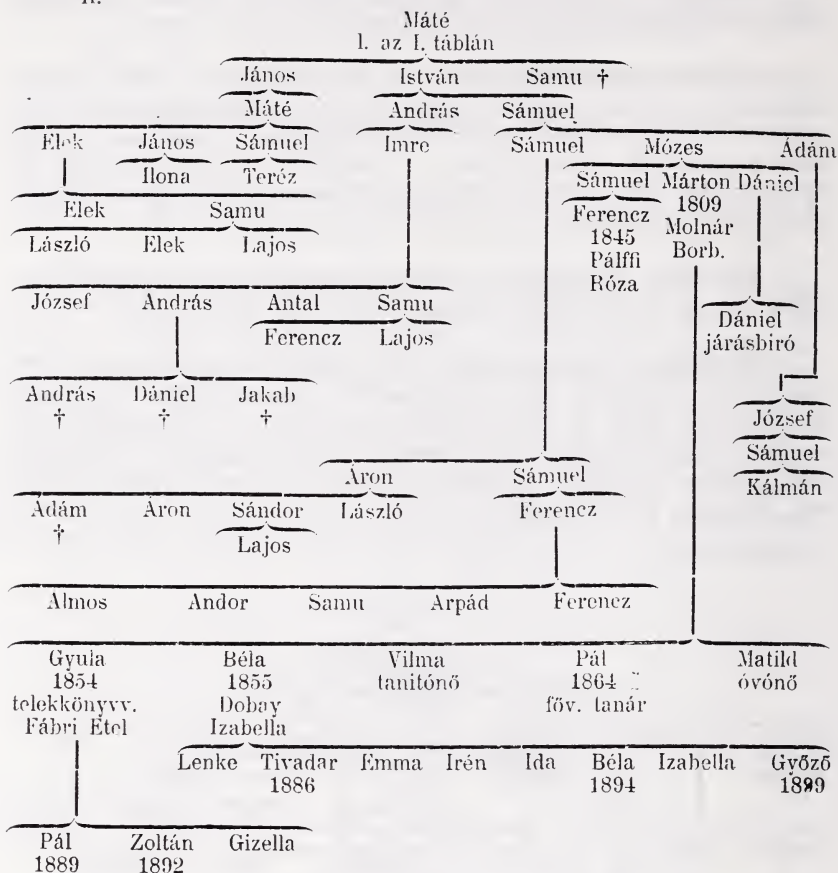 II.
Máté
l. az I. táblán
János István Samu †
Máté András Sámuel
Elek János Sámuel Imre Sámuel Mózes Ádám
Ilona Teréz Sámuel Márton Dániel
Elek Samu Ferencz 1809
László Elek Lajos 1845 Molnár
Pálffi Borb.
Róza
József András Antal Samu
Ferencz Lajos Dániel
járásbiró
András Dániel Jakab
† † †
József
Sámuel
Kálmán
Áron Sámuel
Ádám Áron Sándor László Ferencz
†
Lajos
Álmos Andor Samu Arpád Ferencz
Gyula Béla Vilma Pál Matild
1854 1855 tanitónő 1864 óvónő
telekkönyvv. Dobay főv. tanár
Fábri Etel Izabella
Lenke Tivadar Emma Irén Ida Béla Izabella Győző
1886 1894 1899
Pál Zoltán Gizella
1889 1892